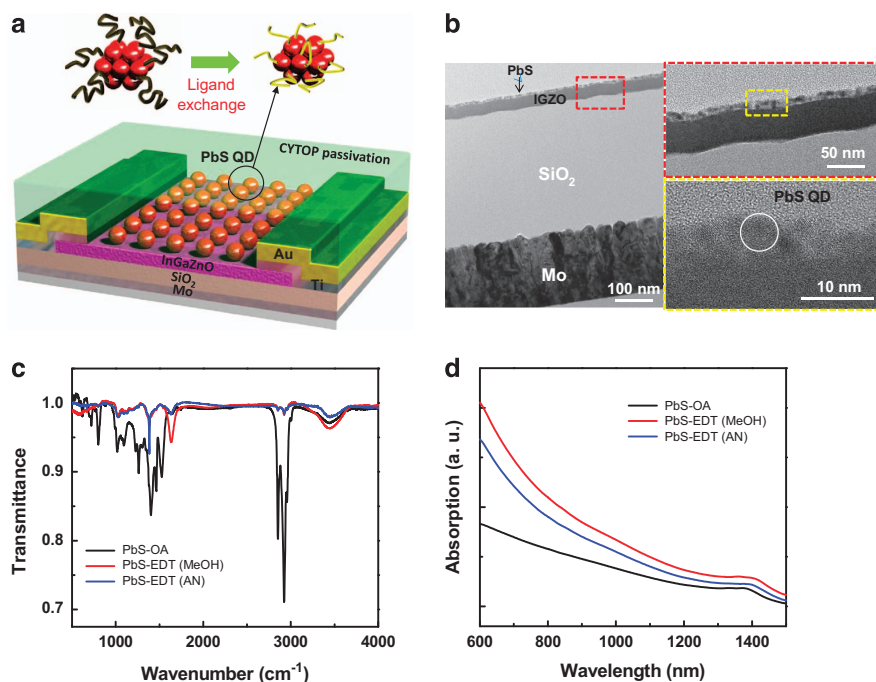 a
Ligand
exchange
PbS QD
CYTOP passivation
Au
InGaZnO
Ti
SiO₂
Mo
b
PbS
IGZO
SiO₂
Mo
100 nm
50 nm
PbS QD
10 nm
c
Transmittance
1.0
0.9
0.8
0.7
PbS-OA
PbS-EDT (MeOH)
PbS-EDT (AN)
1000 2000 3000 4000
Wavenumber (cm⁻¹)
d
Absorption (a. u.)
PbS-OA
PbS-EDT (MeOH)
PbS-EDT (AN)
600 800 1000 1200 1400
Wavelength (nm)